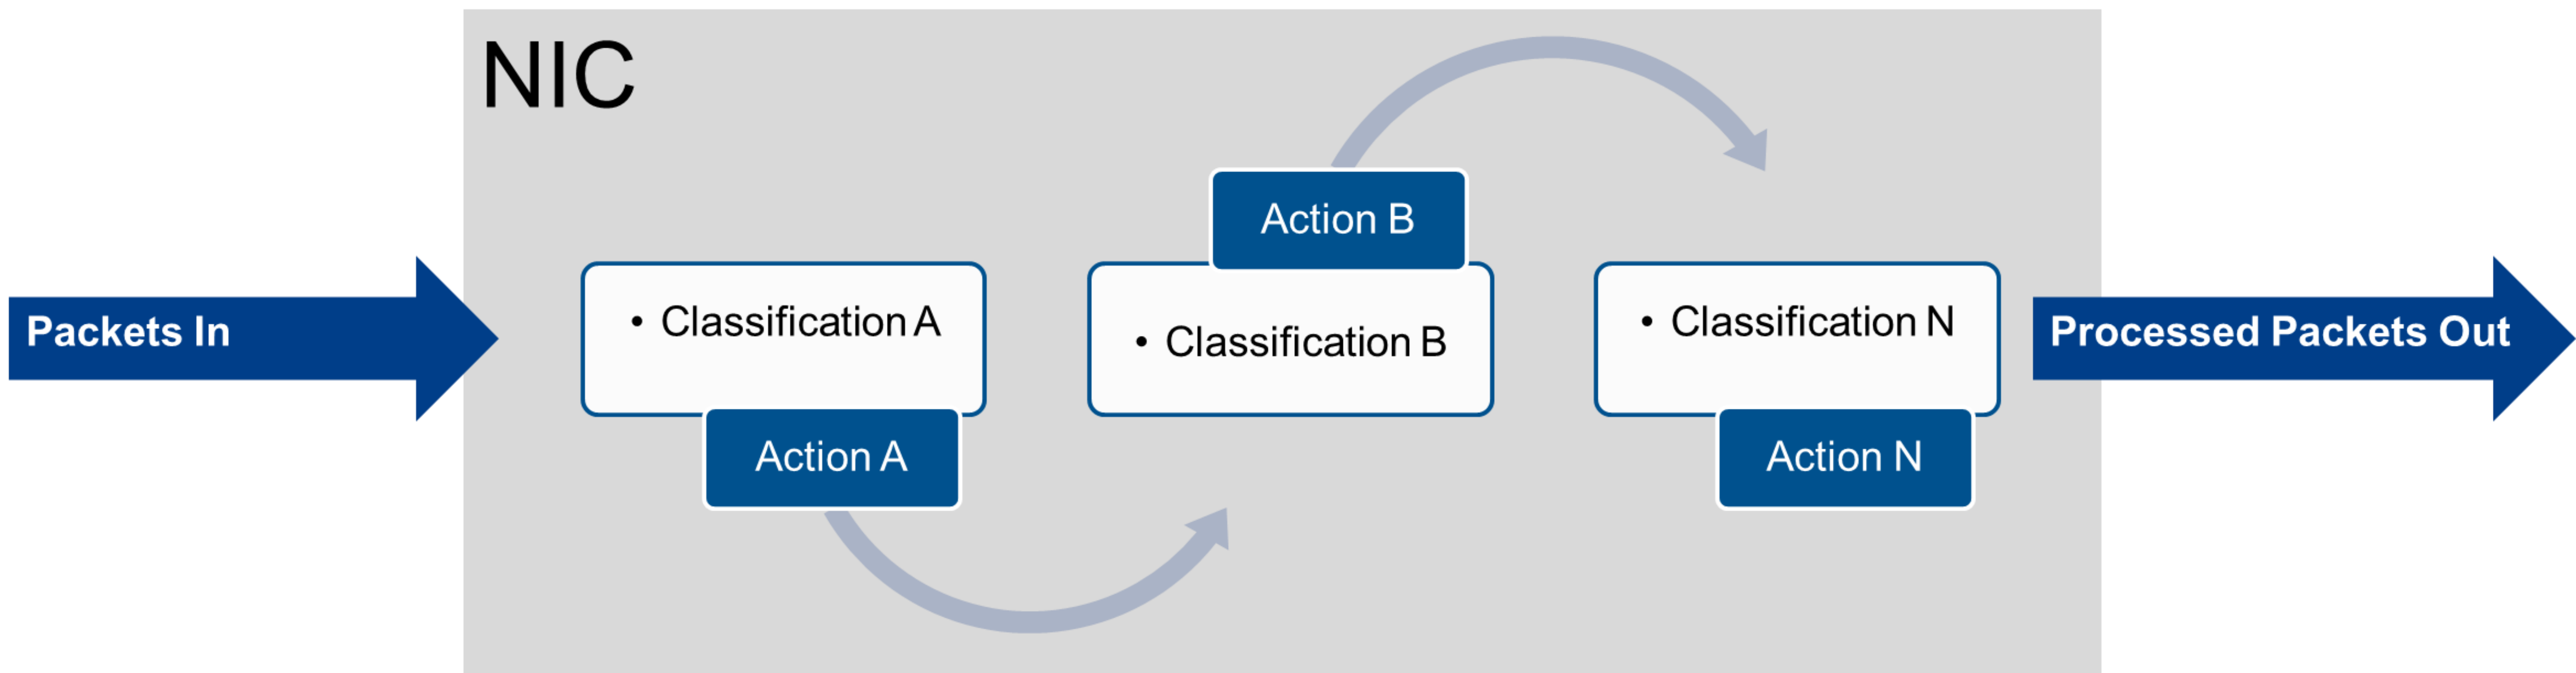 NIC
Packets In
• Classification A
Action A
Action B
• Classification B
• Classification N
Action N
Processed Packets Out